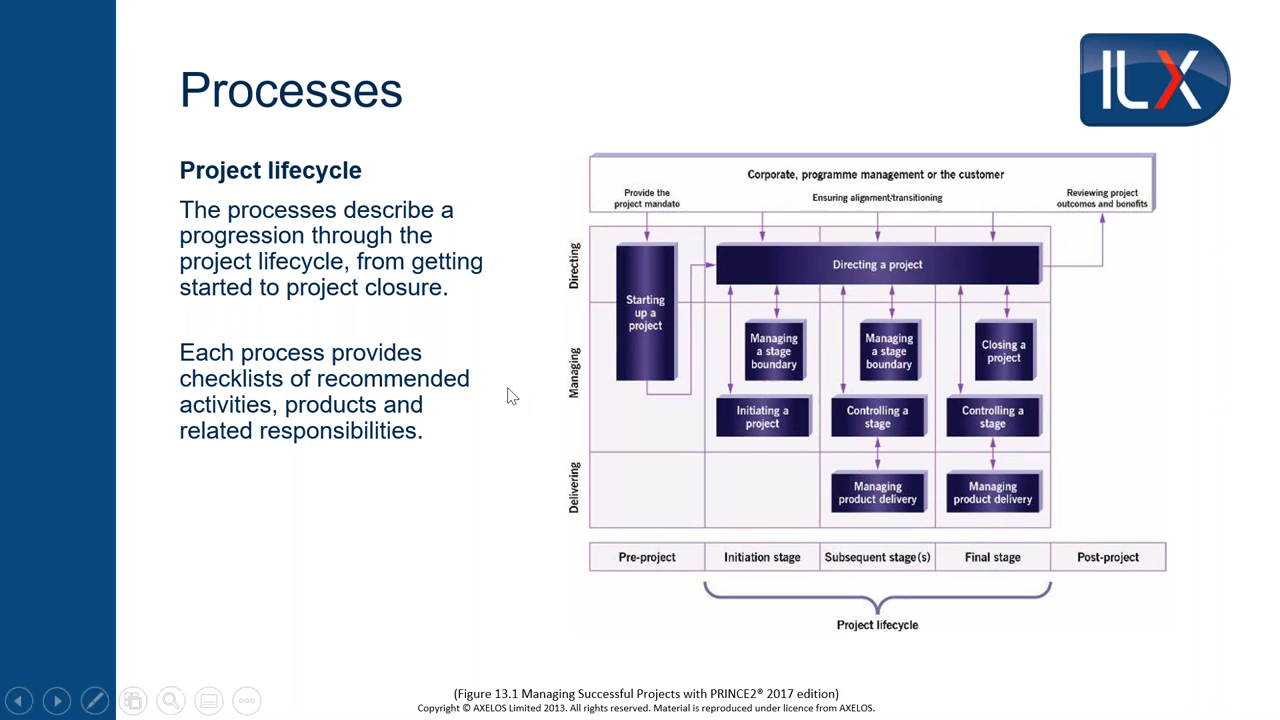 Processes
ILX
Project lifecycle
The processes describe a
progression through the
project lifecycle, from getting
started to project closure.
Each process provides
checklists of recommended
activities, products and
related responsibilities.
Corporate, programme management or the customer
Provide the
project mandate
Ensuring alignment/transitioning
Reviewing project
outcomes and benefits
Directing
Managing
Delivering
Starting
up a
project
Directing a project
Managing
a stage
boundary
Managing
a stage
boundary
Closing a
project
Initiating a
project
Controlling a
stage
Controlling a
stage
Managing
product delivery
Managing
product delivery
Pre-project
Initiation stage
Subsequent stage(s)
Final stage
Post-project
Project lifecycle
(Figure 13.1 Managing Successful Projects with PRINCE2® 2017 edition)
Copyright © AXELOS Limited 2013. All rights reserved. Material is reproduced under licence from AXELOS.